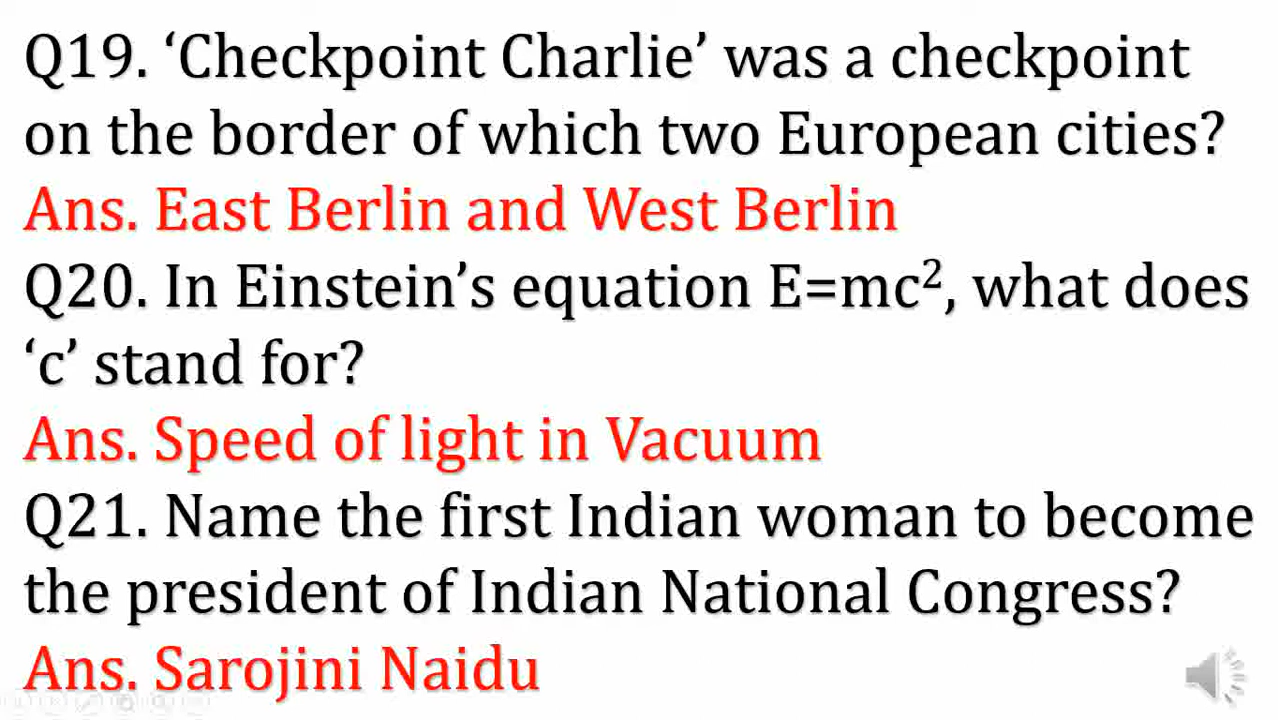 Q19. ‘Checkpoint Charlie’ was a checkpoint
on the border of which two European cities?
Ans. East Berlin and West Berlin
Q20. In Einstein’s equation E=mc², what does
‘c’ stand for?
Ans. Speed of light in Vacuum
Q21. Name the first Indian woman to become
the president of Indian National Congress?
Ans. Sarojini Naidu